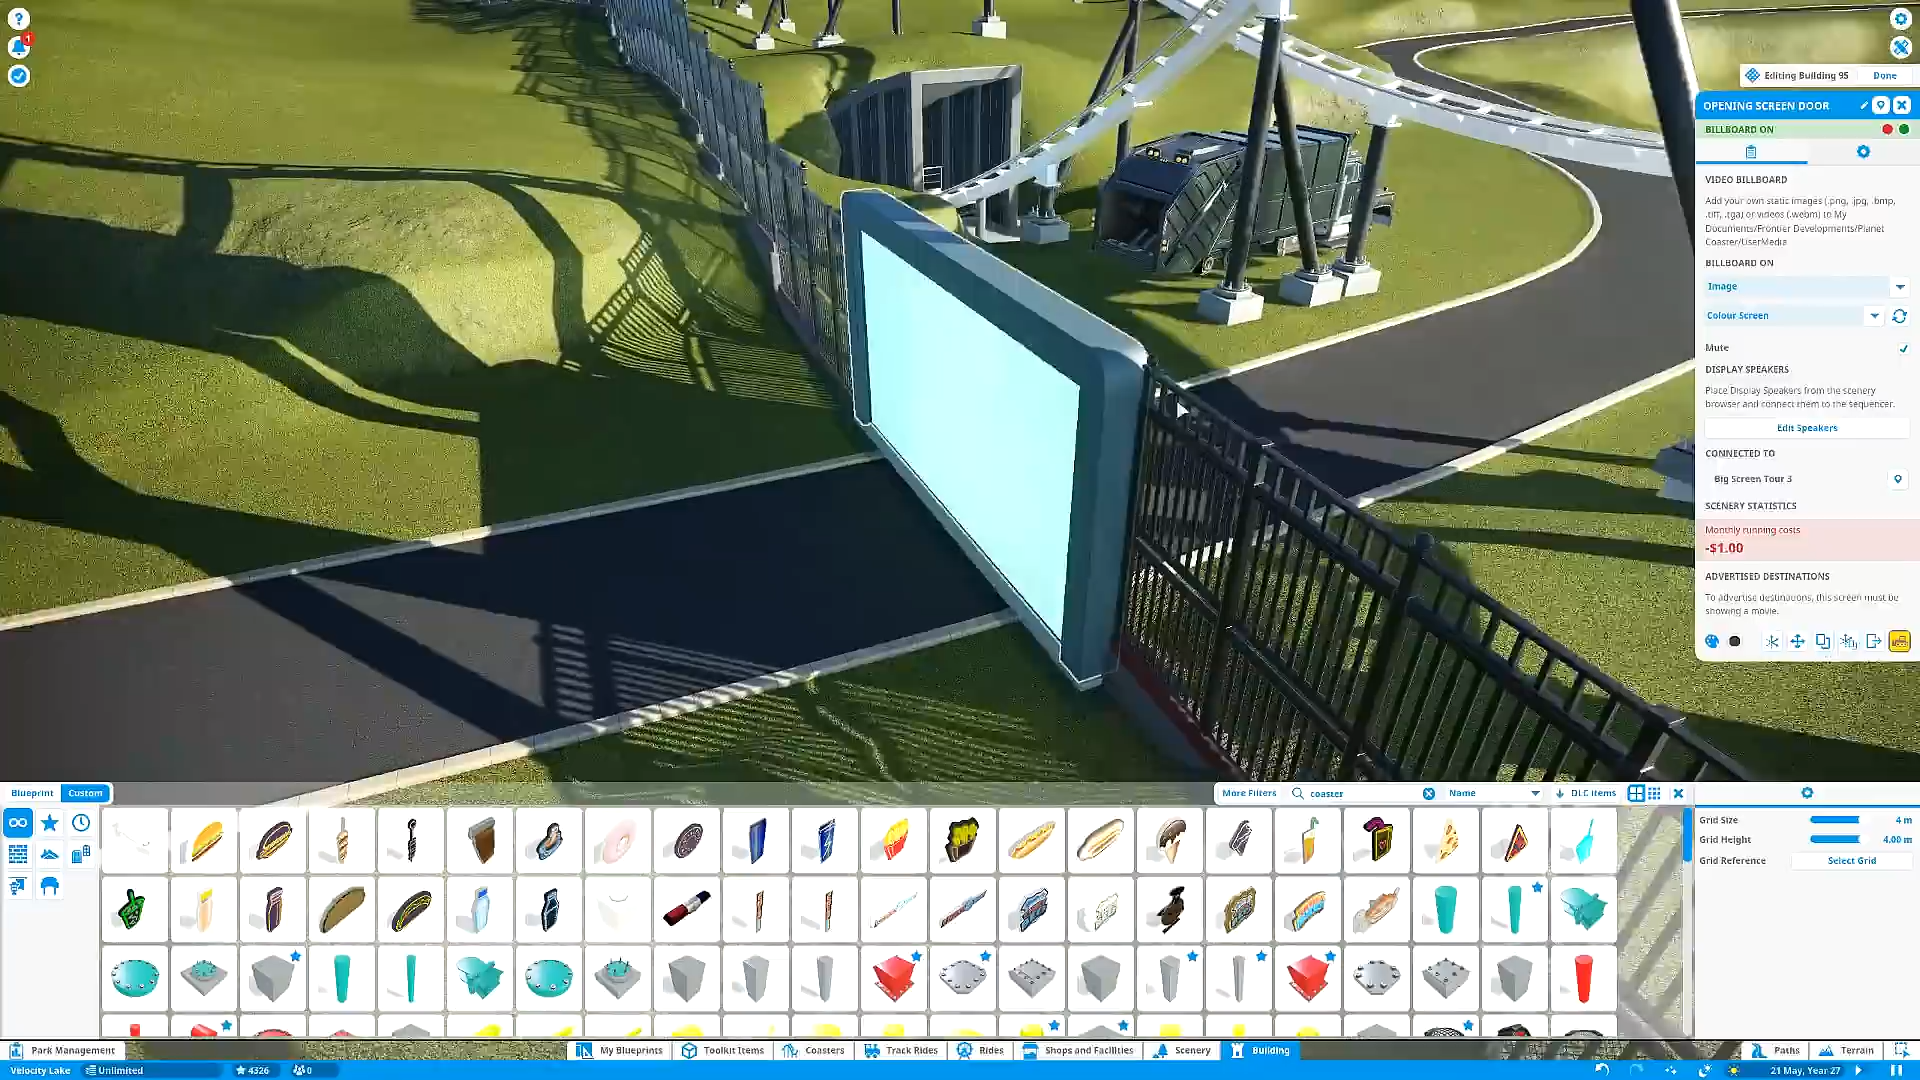 1
Editing Building 95
Done
OPENING SCREEN DOOR
BILLBOARD ON
VIDEO BILLBOARD
Add your own static images (.png, .jpg, .bmp,
.tiff, .tga) or videos (.webm) to My
Documents/Frontier Developments/Planet
Coaster/UserMedia
BILLBOARD ON
Image
Colour Screen
Mute
DISPLAY SPEAKERS
Place Display Speakers from the scenery
browser and connect them to the sequencer.
Edit Speakers
CONNECTED TO
Big Screen Tour 3
SCENERY STATISTICS
Monthly running costs
-$1.00
ADVERTISED DESTINATIONS
To advertise destinations, this screen must be
showing a movie.
Blueprint
Custom
More Filters
coaster
Name
DLC Items
Grid Size
4 m
Grid Height
4.00 m
Grid Reference
Select Grid
Park Management
My Blueprints
Toolkit Items
Coasters
Track Rides
Rides
Shops and Facilities
Scenery
Building
Paths
Terrain
Velocity Lake
Unlimited
4326
0
21 May, Year 27